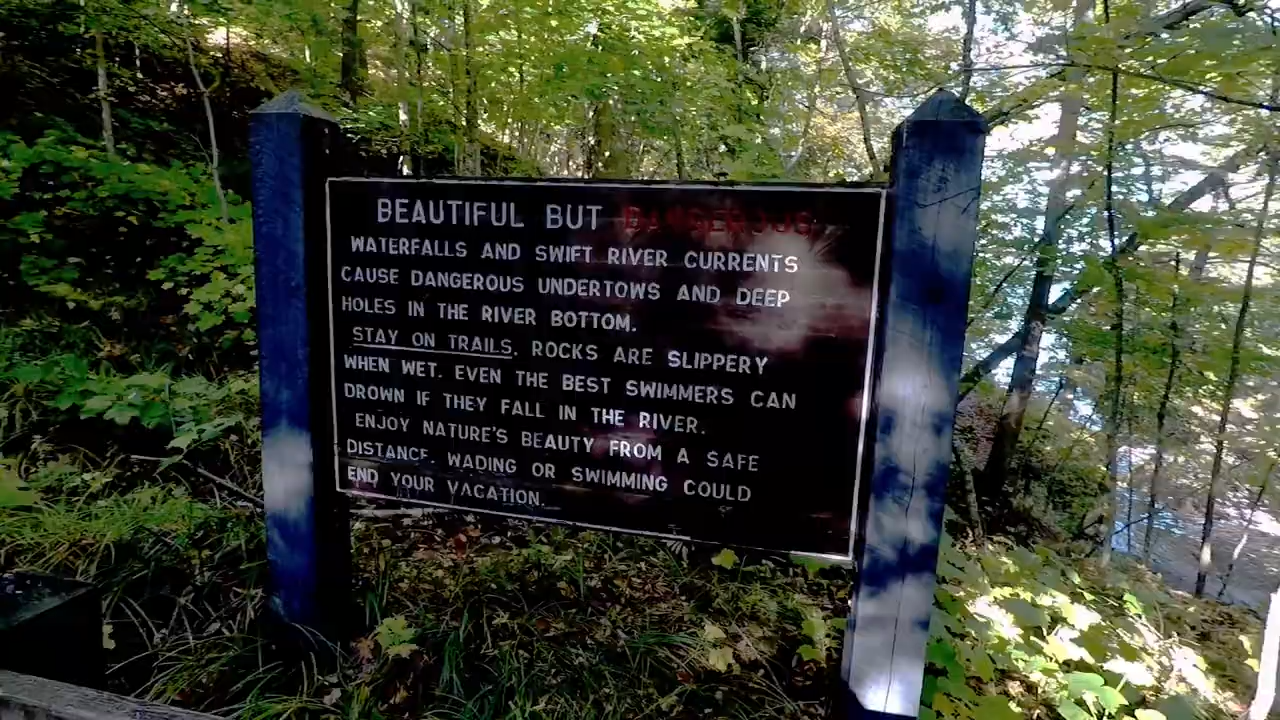 BEAUTIFUL BUT DANGEROUS
WATERFALLS AND SWIFT RIVER CURRENTS
CAUSE DANGEROUS UNDERTOWS AND DEEP
HOLES IN THE RIVER BOTTOM.
STAY ON TRAILS. ROCKS ARE SLIPPERY
WHEN WET. EVEN THE BEST SWIMMERS CAN
DROWN IF THEY FALL IN THE RIVER.
ENJOY NATURE'S BEAUTY FROM A SAFE
DISTANCE. WADING OR SWIMMING COULD
END YOUR VACATION.